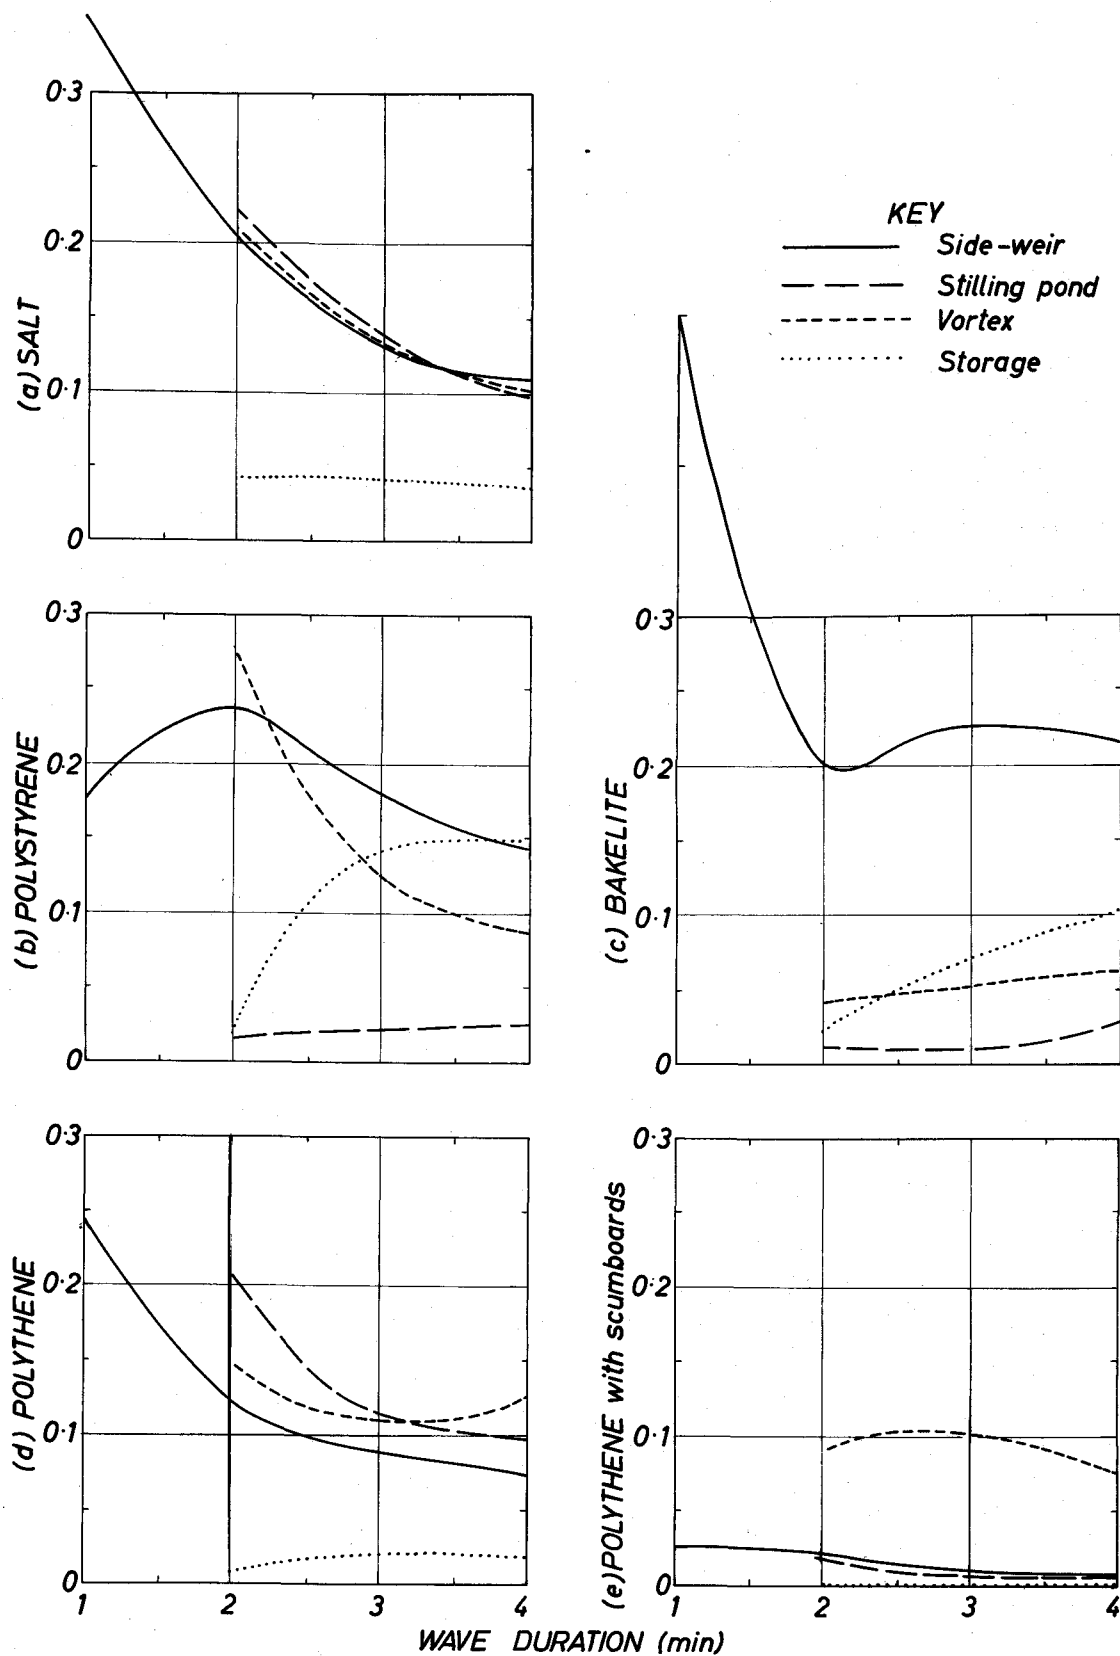 0·3
0·2
0·1
0
(a) SALT
KEY
Side-weir
Stilling pond
Vortex
Storage
0·3
0·2
0·1
0
(b) POLYSTYRENE
0·3
0·2
0·1
0
(c) BAKELITE
0·3
0·2
0·1
0
(d) POLYTHENE
1 2 3 4
0·3
0·2
0·1
0
(e) POLYTHENE with scumboards
1 2 3 4
WAVE DURATION (min)